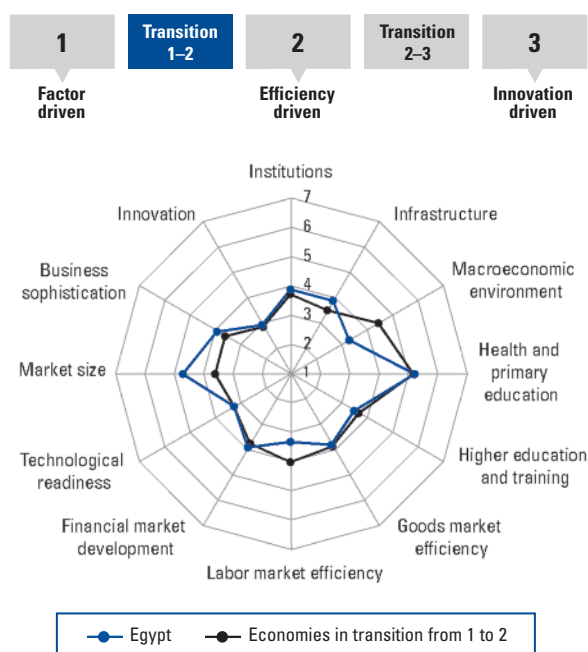 1
Transition
1–2
2
Transition
2–3
3
Factor
driven
Efficiency
driven
Innovation
driven
Institutions
Infrastructure
Macroeconomic
environment
Health and
primary
education
Higher education
and training
Goods market
efficiency
Labor market efficiency
Financial market
development
Technological
readiness
Market size
Business
sophistication
Innovation
7
6
5
4
3
2
1
Egypt
Economies in transition from 1 to 2